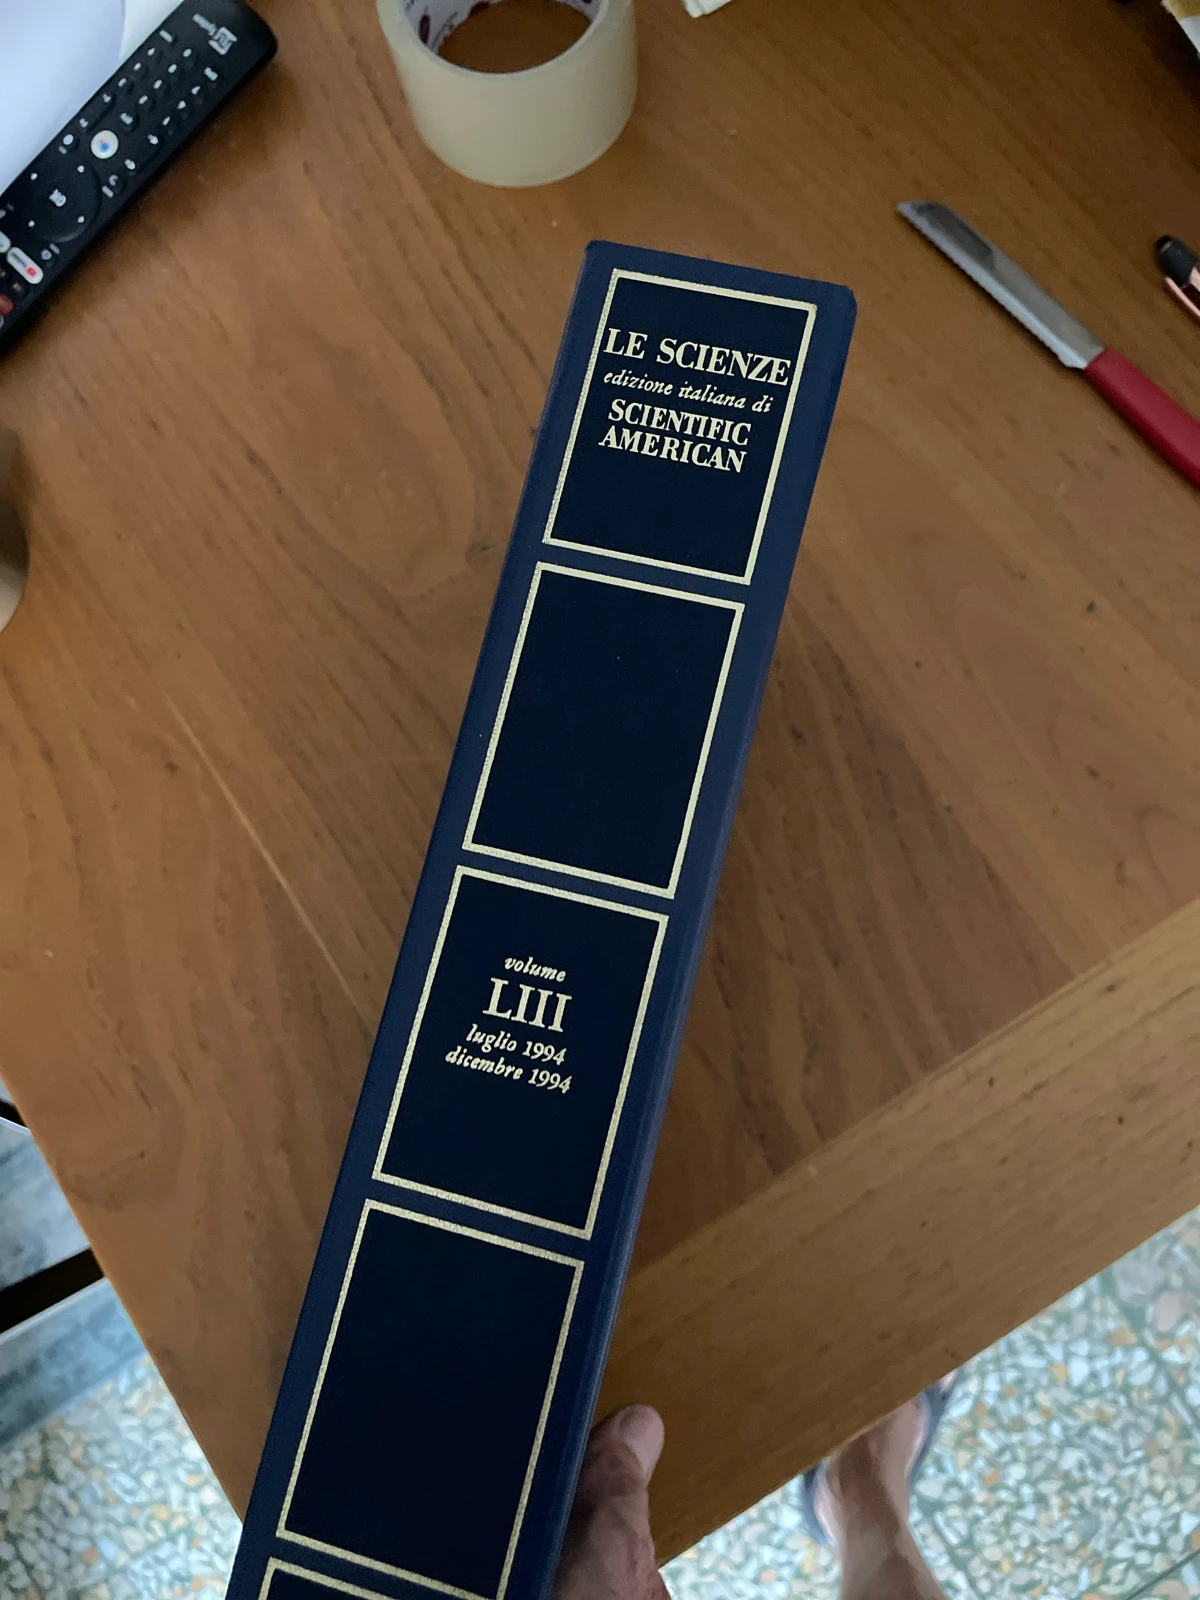 LE SCIENZE
edizione italiana di
SCIENTIFIC
AMERICAN
volume
LIII
luglio 1994
dicembre 1994